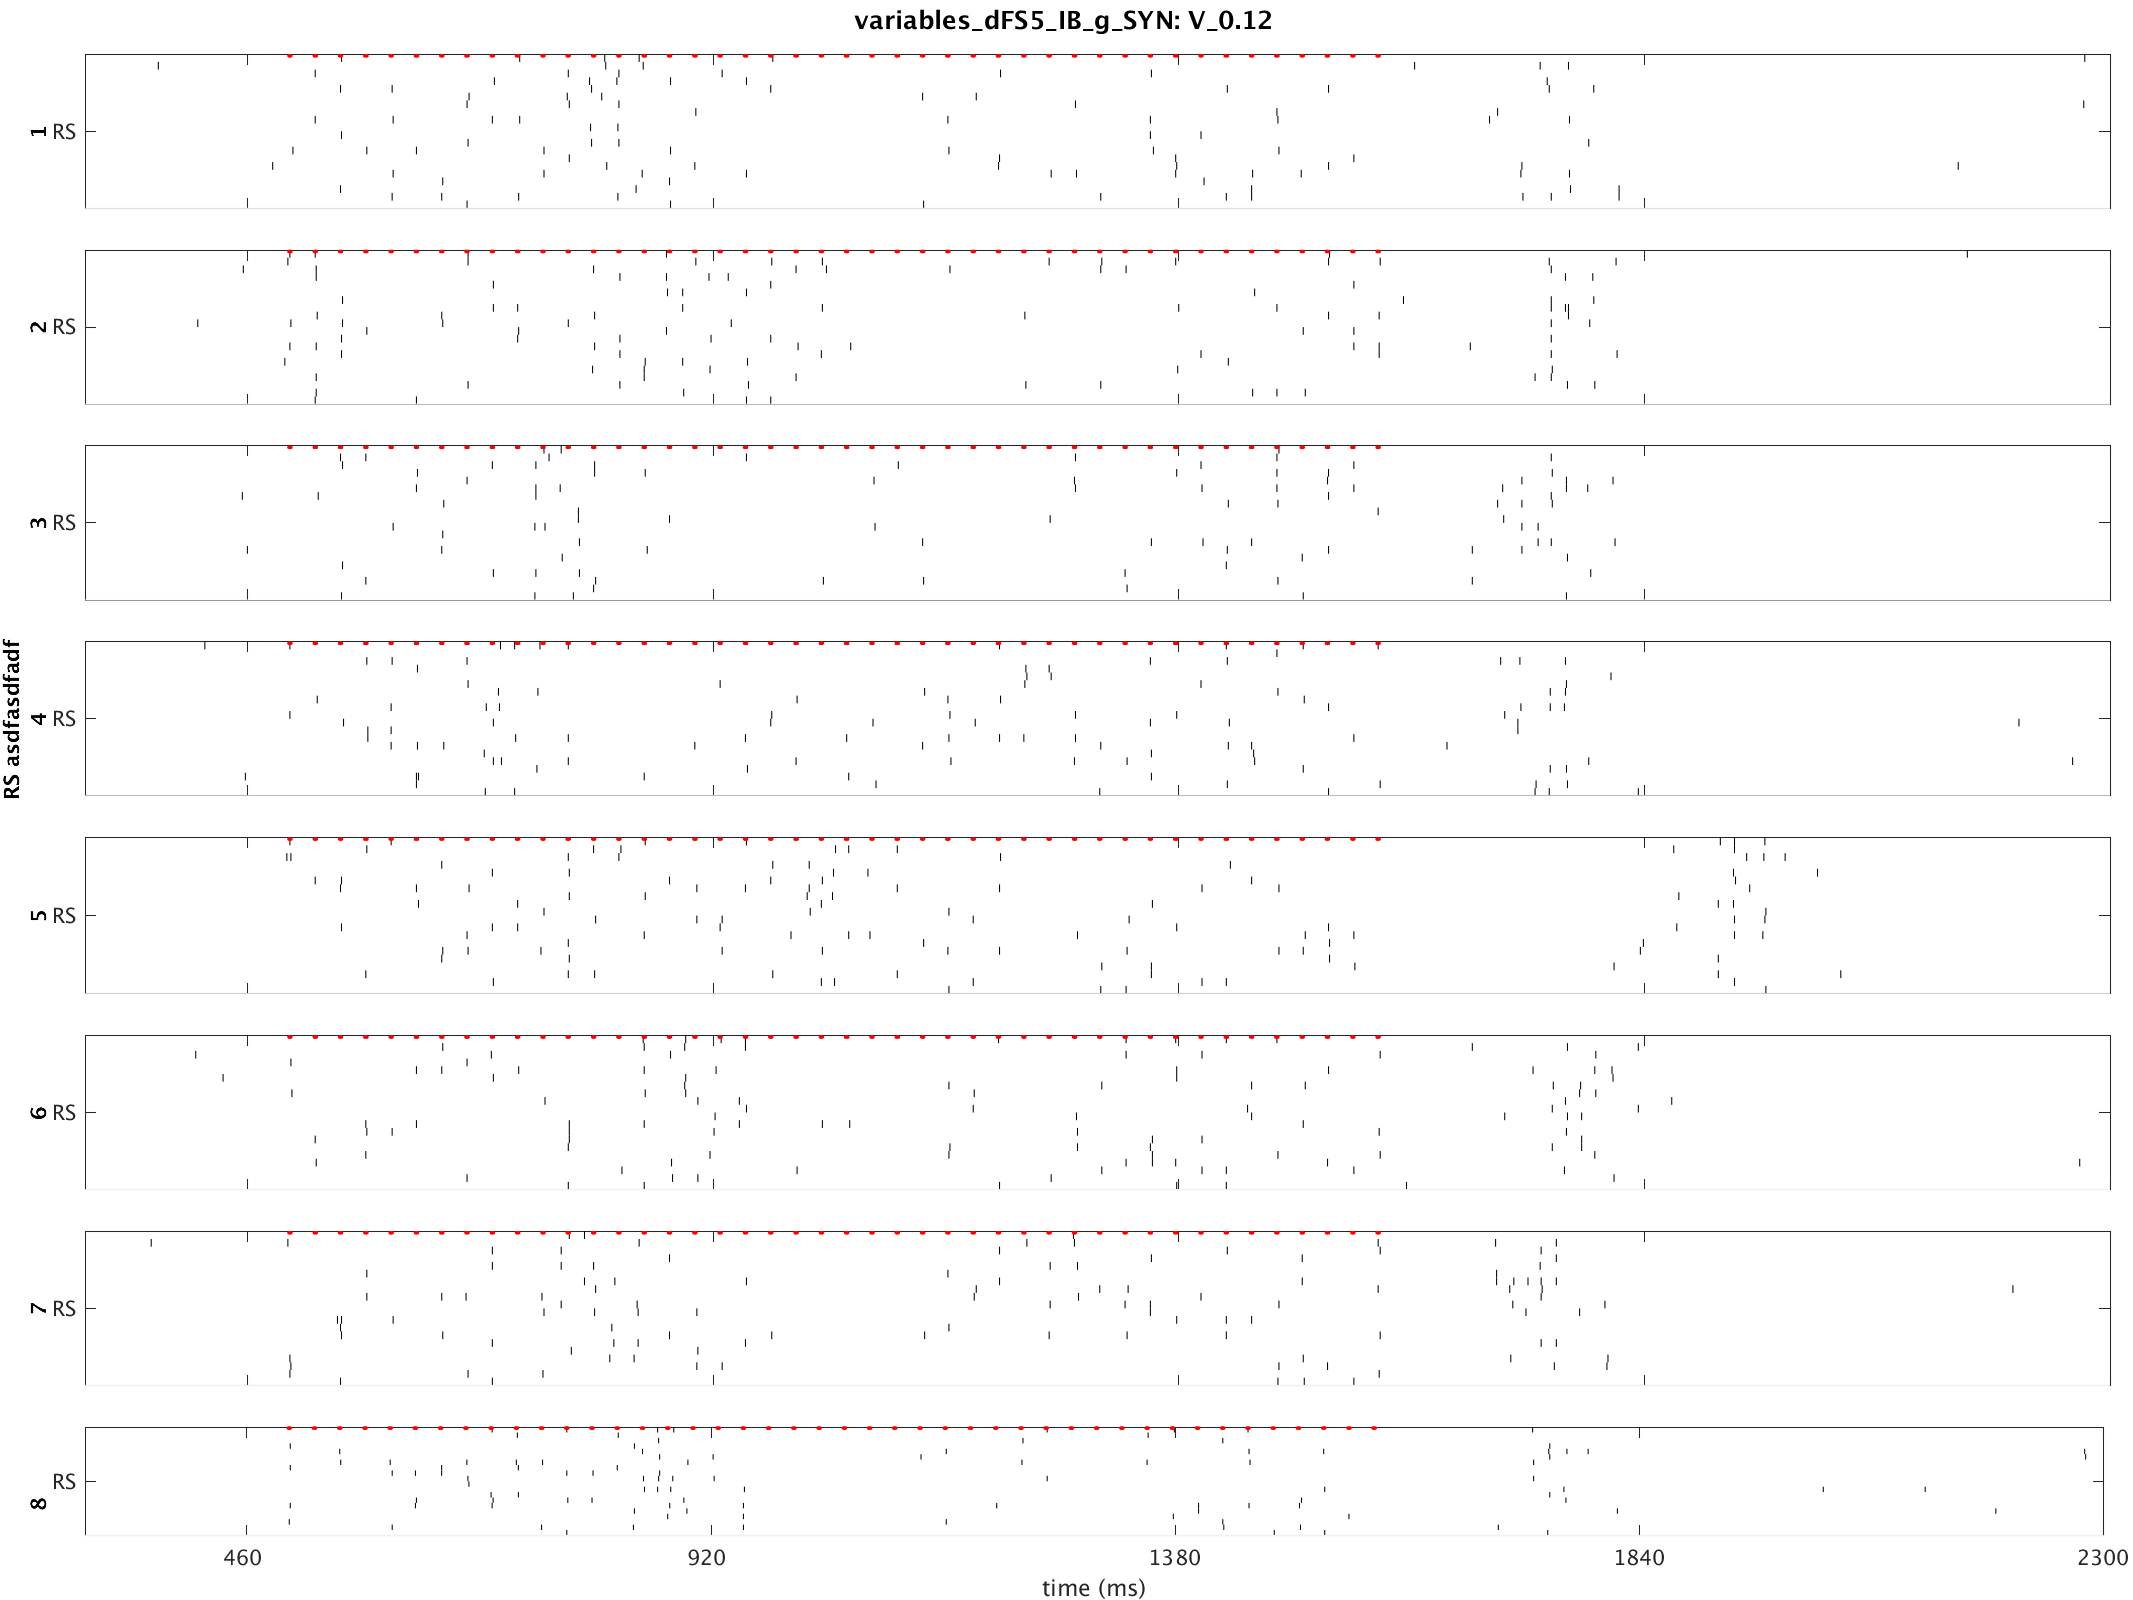 variables_dFS5_IB_g_SYN: V_0.12
1 RS
2 RS
3 RS
RS asdfasdfadf
4 RS
5 RS
6 RS
7 RS
8 RS
460 920 1380 1840 2300
time (ms)